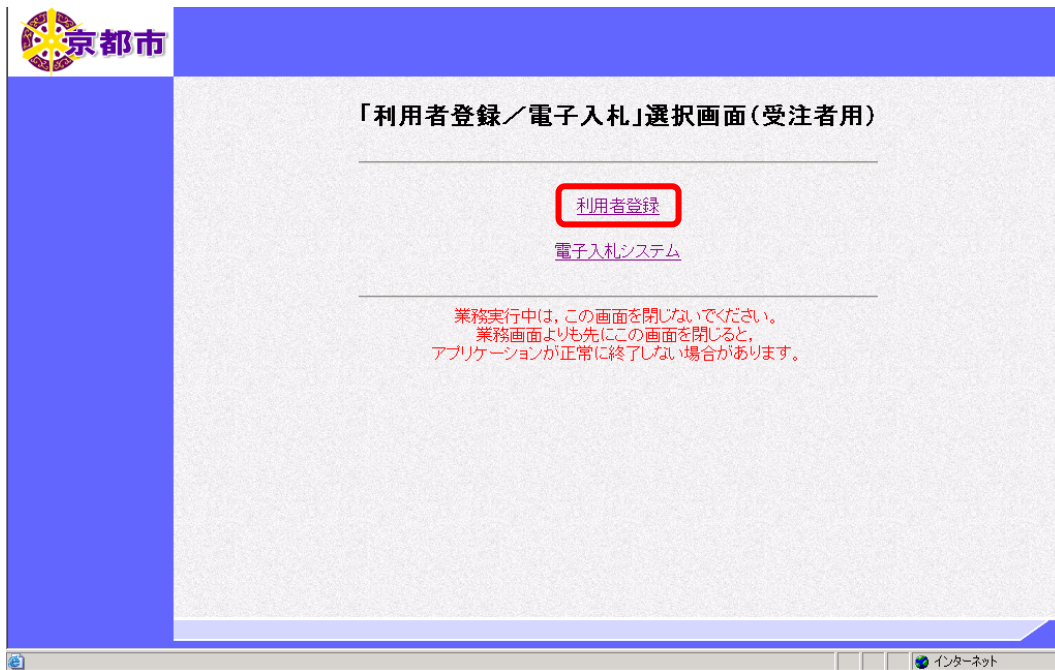 京都市
「利用者登録／電子入札」選択画面(受注者用)
利用者登録
電子入札システム
業務実行中は，この画面を閉じないでください。
業務画面よりも先にこの画面を閉じると，
アプリケーションが正常に終了しない場合があります。
インターネット